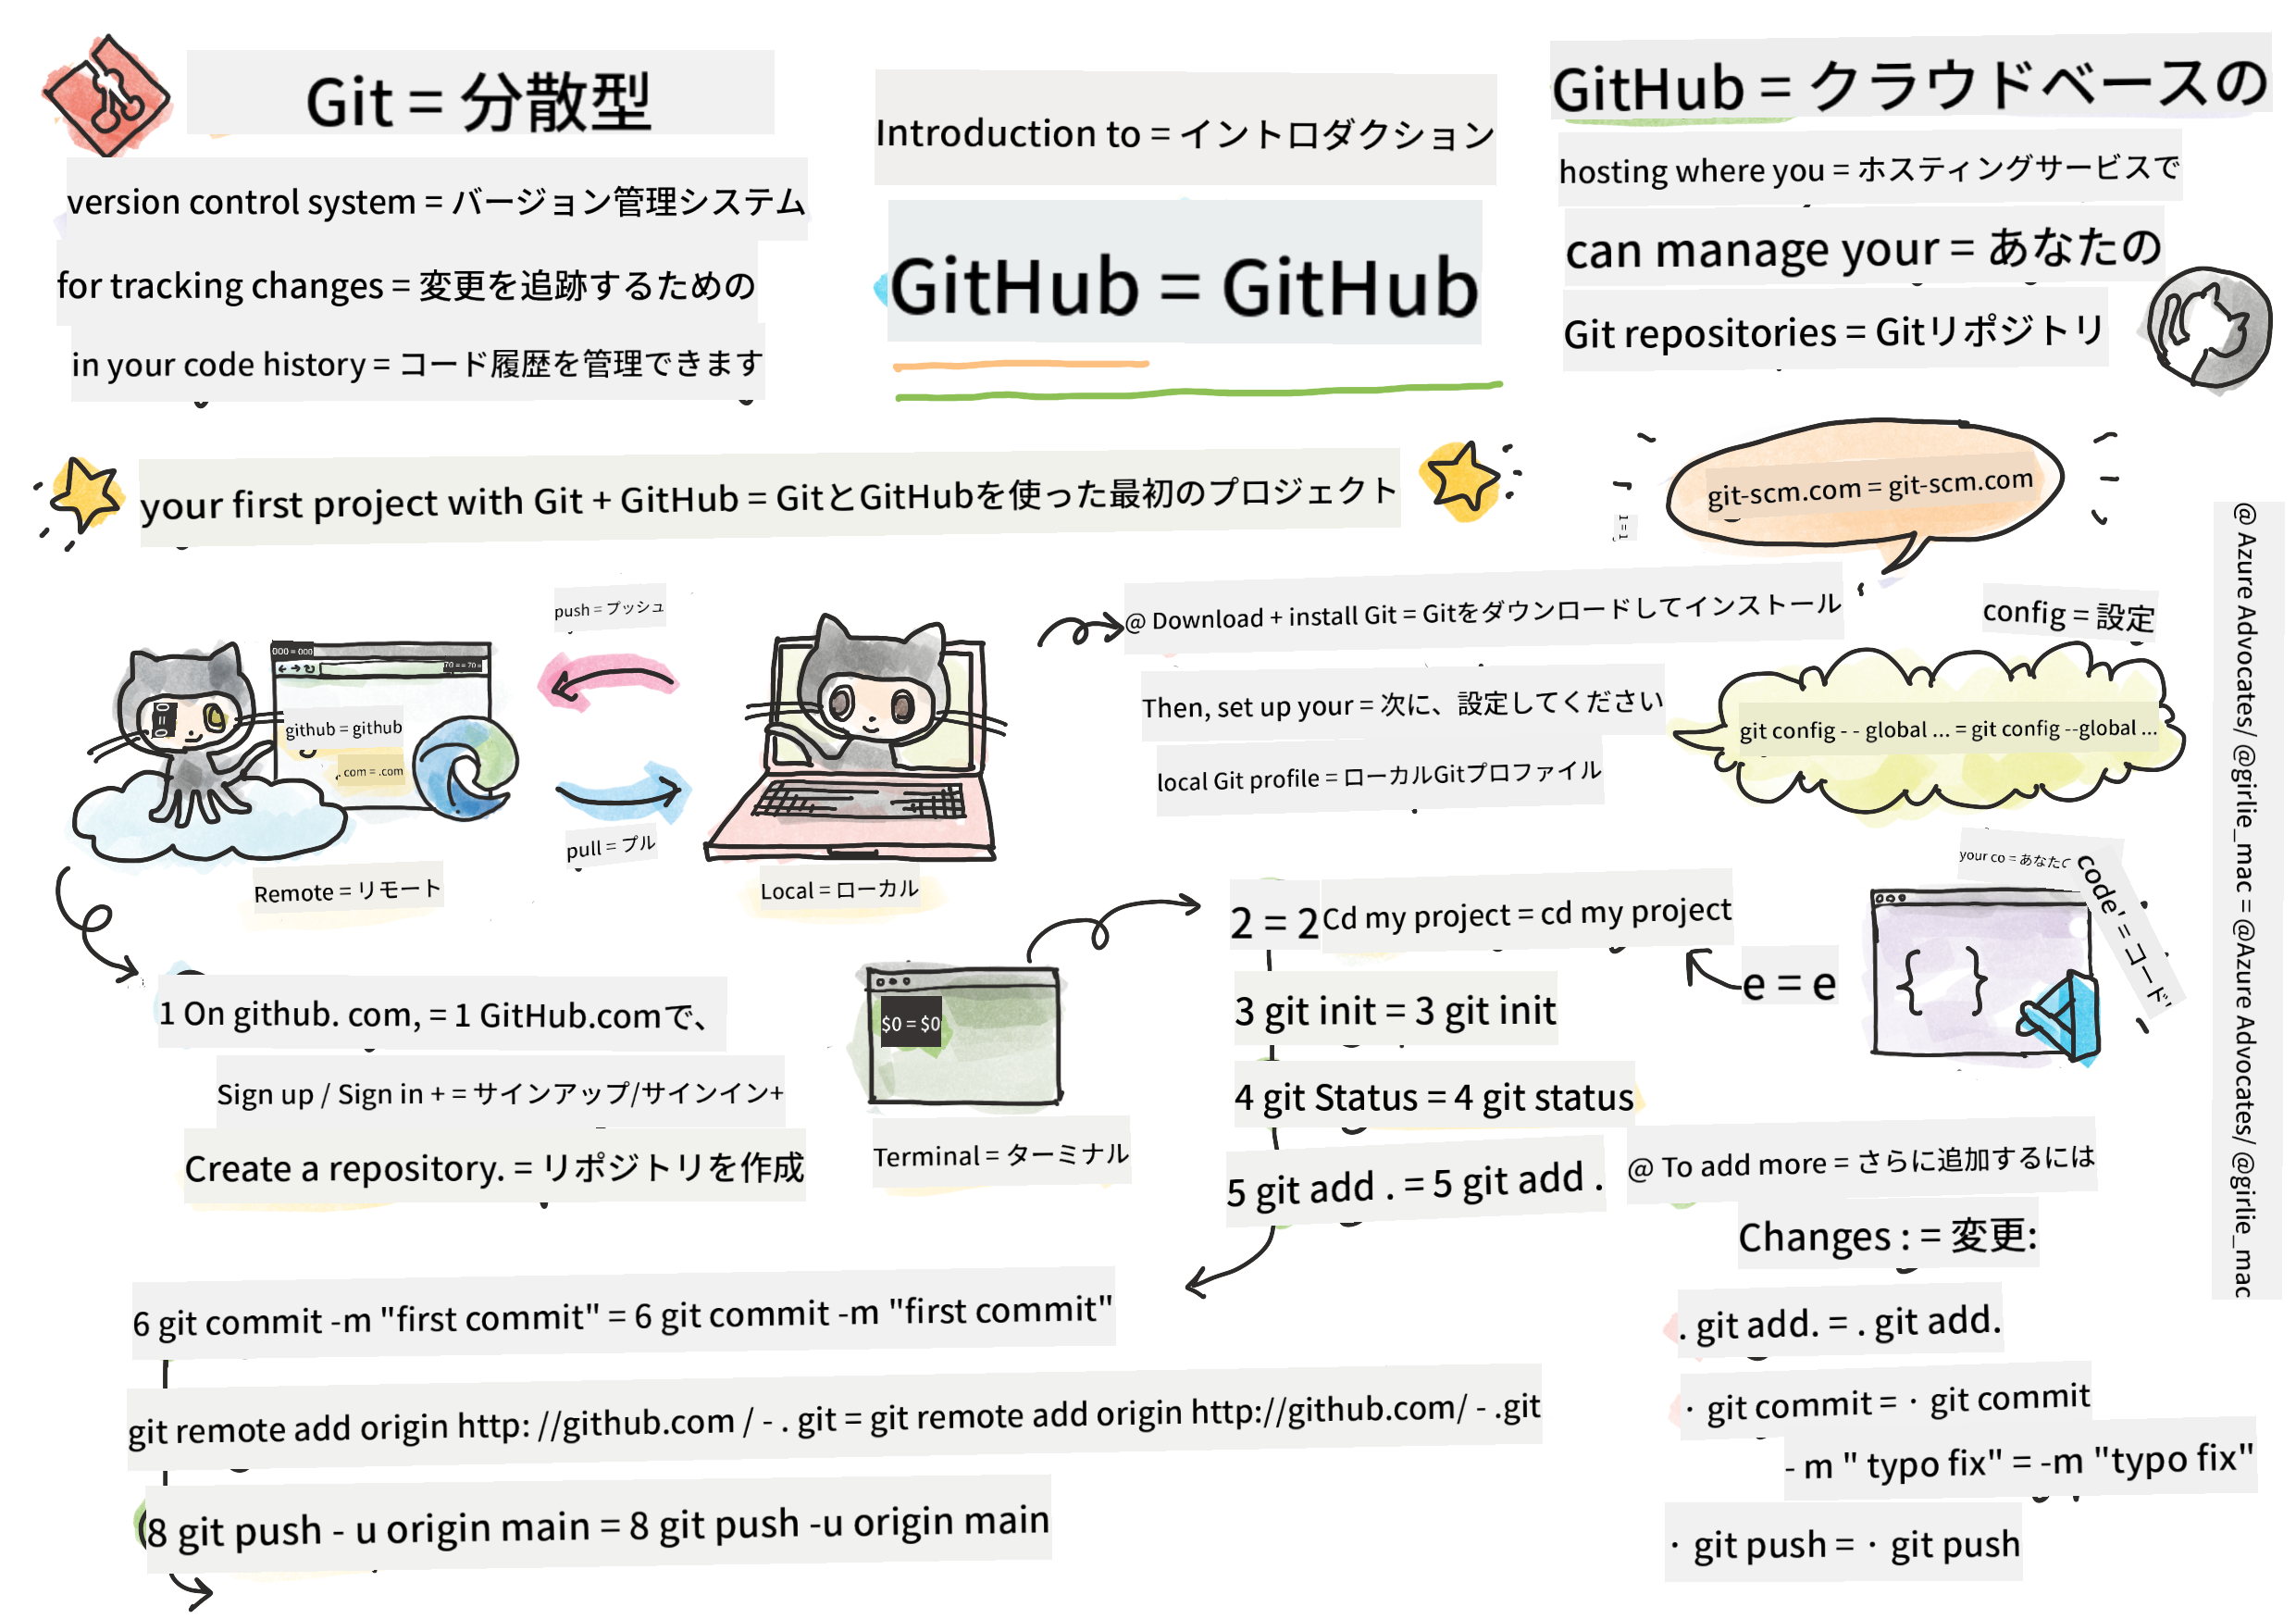 Git = 分散型
version control system = バージョン管理システム
for tracking changes = 変更を追跡するための
in your code history = コード履歴を管理できます
Introduction to = イントロダクション
GitHub = GitHub
GitHub = クラウドベースの
hosting where you = ホスティングサービスで
can manage your = あなたの
Git repositories = Gitリポジトリ
your first project with Git + GitHub = GitとGitHubを使った最初のプロジェクト
git-scm.com = git-scm.com
1 = 1
push = プッシュ
pull = プル
000 = 000
70 = = 70 =
github = github
. com = .com
Remote = リモート
Local = ローカル
@ Download + install Git = Gitをダウンロードしてインストール
Then, set up your = 次に、設定してください
local Git profile = ローカルGitプロファイル
config = 設定
git config - - global ... = git config --global ...
@ Azure Advocates/ @girlie_mac = @Azure Advocates/ @girlie_mac
1 On github. com, = 1 GitHub.comで、
Sign up / Sign in + = サインアップ/サインイン+
Create a repository. = リポジトリを作成
$0 = $0
Terminal = ターミナル
2 = 2
Cd my project = cd my project
3 git init = 3 git init
4 git Status = 4 git status
5 git add . = 5 git add .
e = e
your co = あなたの
code' = コード'
6 git commit -m "first commit" = 6 git commit -m "first commit"
git remote add origin http: //github.com / - . git = git remote add origin http://github.com/ - .git
8 git push - u origin main = 8 git push -u origin main
@ To add more = さらに追加するには
Changes : = 変更:
. git add. = . git add.
· git commit = · git commit
- m " typo fix" = -m "typo fix"
· git push = · git push